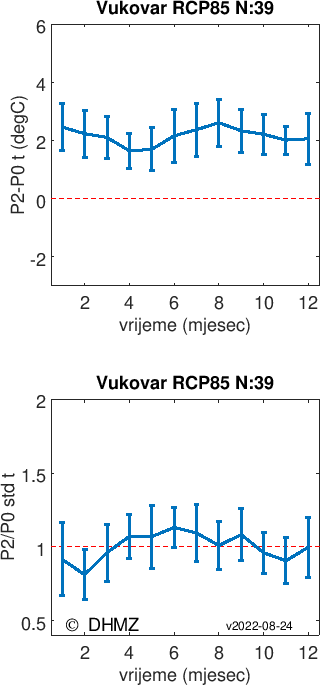 Vukovar RCP85 N:39
6
4
2
0
-2
P2-P0 t (degC)
2 4 6 8 10 12
vrijeme (mjesec)
Vukovar RCP85 N:39
2
1.5
1
0.5
P2/P0 std t
© DHMZ
v2022-08-24
2 4 6 8 10 12
vrijeme (mjesec)